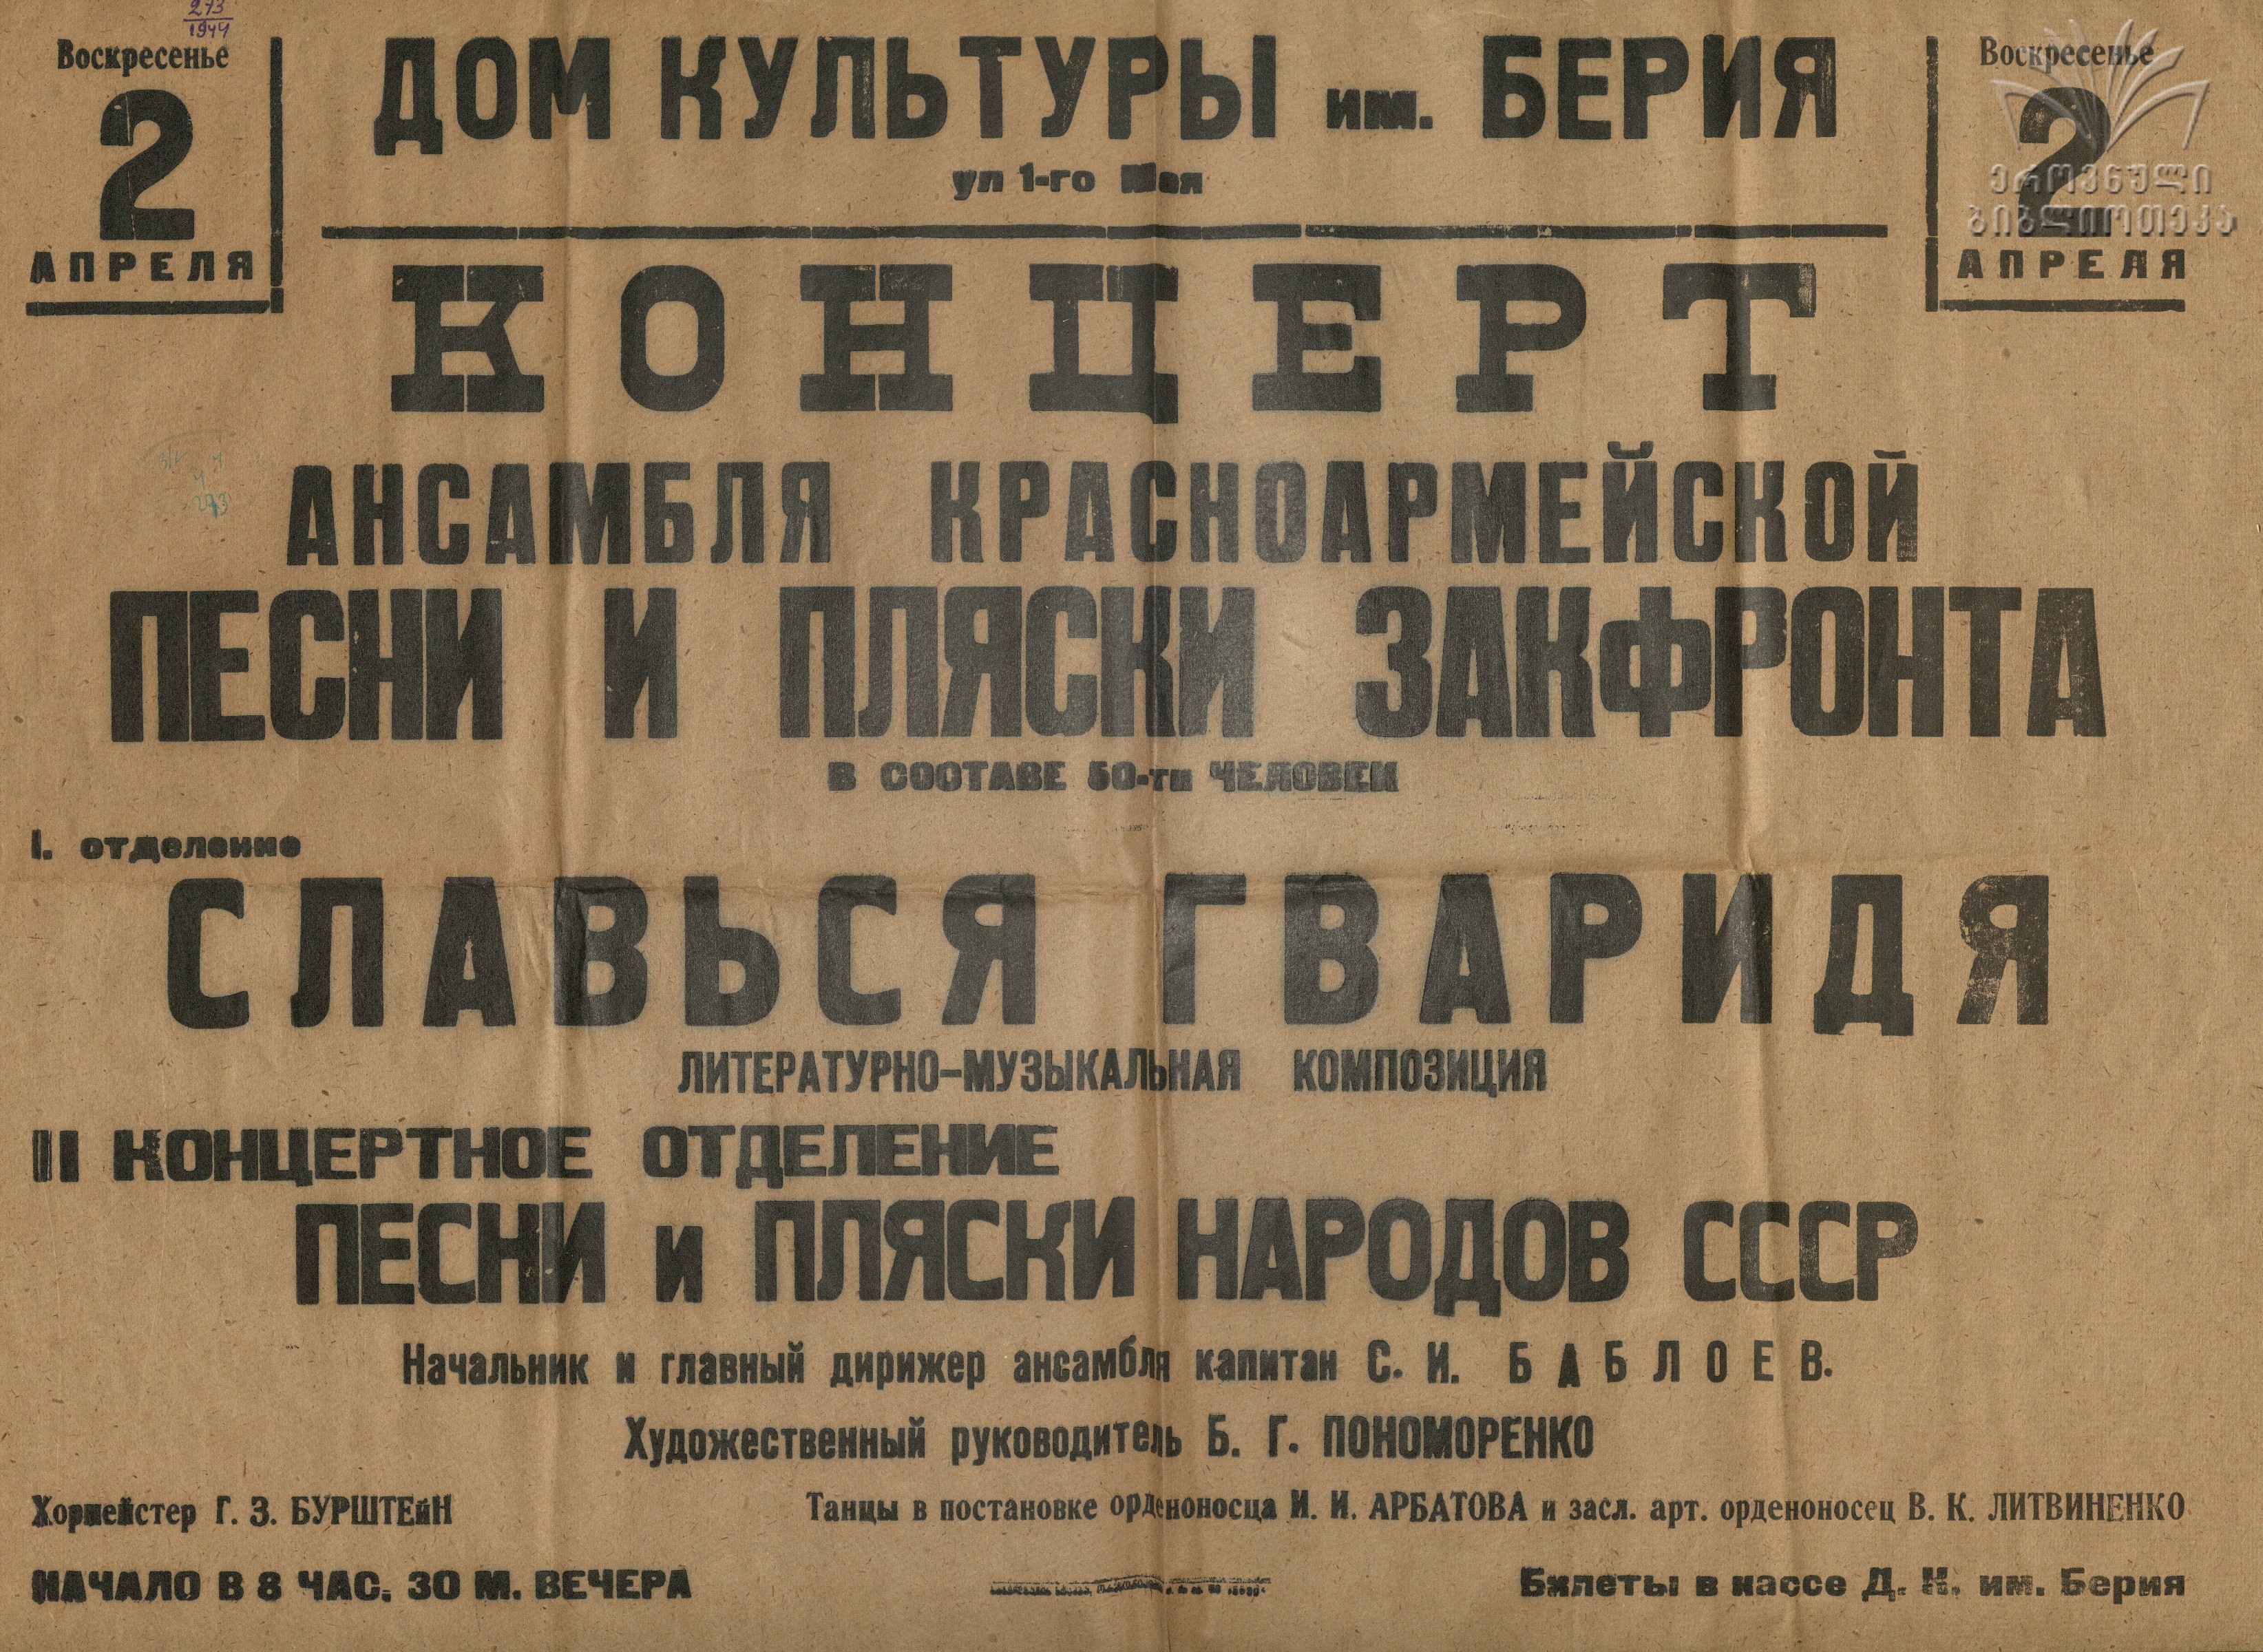 273
1944
Воскресенье
2
АПРЕЛЯ
ДОМ КУЛЬТУРЫ им. БЕРИЯ
ул 1-го Мая
Воскресенье
2
АПРЕЛЯ
ეროვნული
ბიბლიოთეკა
КОНЦЕРТ
АНСАМБЛЯ КРАСНОАРМЕЙСКОЙ
ПЕСНИ И ПЛЯСКИ ЗАКФРОНТА
В СОСТАВЕ 50-ти ЧЕЛОВЕК
I. отделение
СЛАВЬСЯ ГВАРИДЯ
ЛИТЕРАТУРНО-МУЗЫКАЛЬНАЯ КОМПОЗИЦИЯ
II КОНЦЕРТНОЕ ОТДЕЛЕНИЕ
ПЕСНИ и ПЛЯСКИ НАРОДОВ СССР
Начальник и главный дирижер ансамбля капитан С. И. БАБЛОЕВ.
Художественный руководитель Б. Г. ПОНОМОРЕНКО
Хормейстер Г. З. БУРШТЕйН
Танцы в постановке орденоносца И. И. АРБАТОВА и засл. арт. орденоносец В. К. ЛИТВИНЕНКО
НАЧАЛО В 8 ЧАС. 30 М. ВЕЧЕРА
Билеты в кассе Д. К. им. Берия